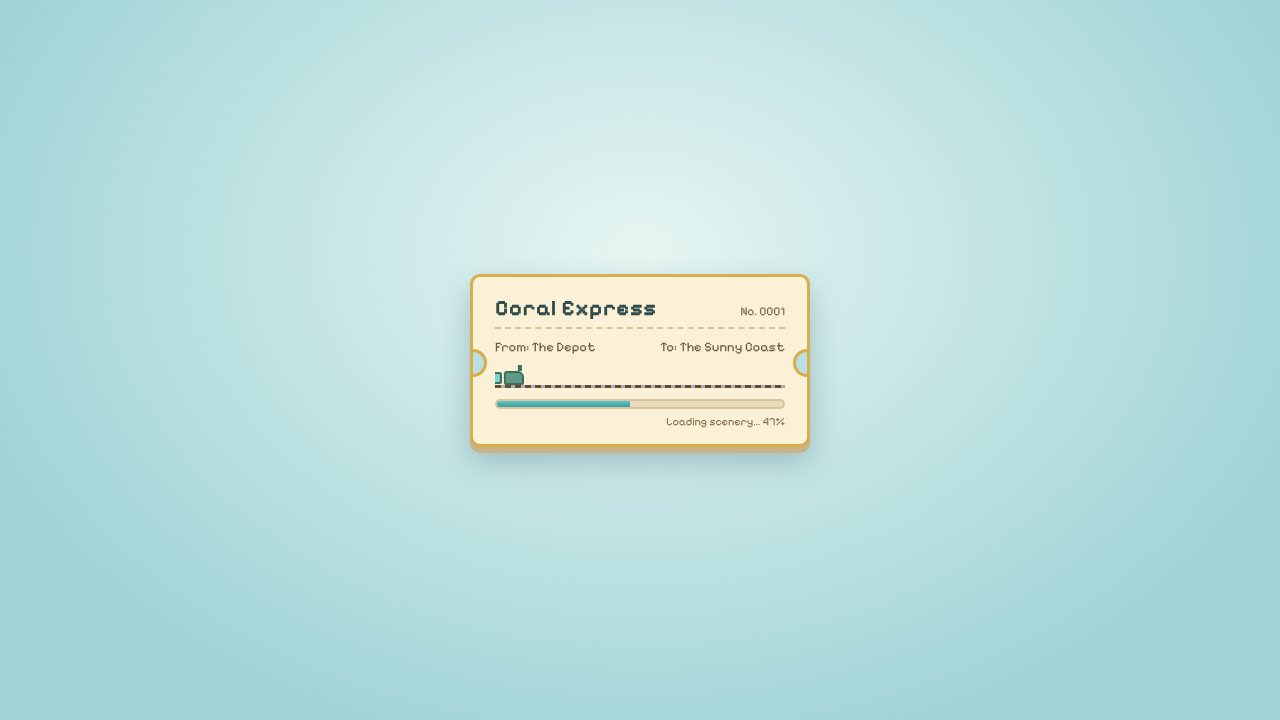 Coral Express
No. 0001
From: The Depot
To: The Sunny Coast
Loading scenery... 47%